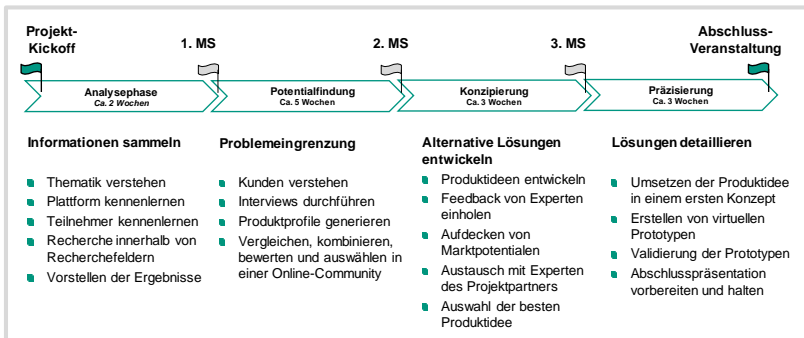 Projekt-
Kickoff
1. MS
2. MS
3. MS
Abschluss-
Veranstaltung
Analysephase
Ca. 2 Wochen
Potentialfindung
Ca. 5 Wochen
Konzipierung
Ca. 3 Wochen
Präzisierung
Ca. 3 Wochen
Informationen sammeln
Thematik verstehen
Plattform kennenlernen
Teilnehmer kennenlernen
Recherche innerhalb von
Recherchefeldern
Vorstellen der Ergebnisse
Problemeingrenzung
Kunden verstehen
Interviews durchführen
Produktprofile generieren
Vergleichen, kombinieren,
bewerten und auswählen in
einer Online-Community
Alternative Lösungen
entwickeln
Produktideen entwickeln
Feedback von Experten
einholen
Aufdecken von
Marktpotentialen
Austausch mit Experten
des Projektpartners
Auswahl der besten
Produktidee
Lösungen detaillieren
Umsetzen der Produktidee
in einem ersten Konzept
Erstellen von virtuellen
Prototypen
Validierung der Prototypen
Abschlusspräsentation
vorbereiten und halten